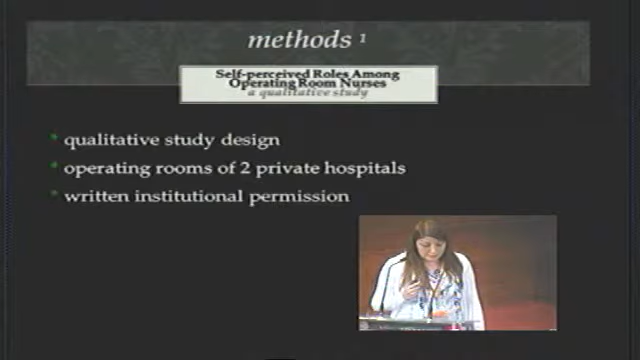 methods 1
Self-perceived Roles Among
Operating Room Nurses
a qualitative study
* qualitative study design
* operating rooms of 2 private hospitals
* written institutional permission